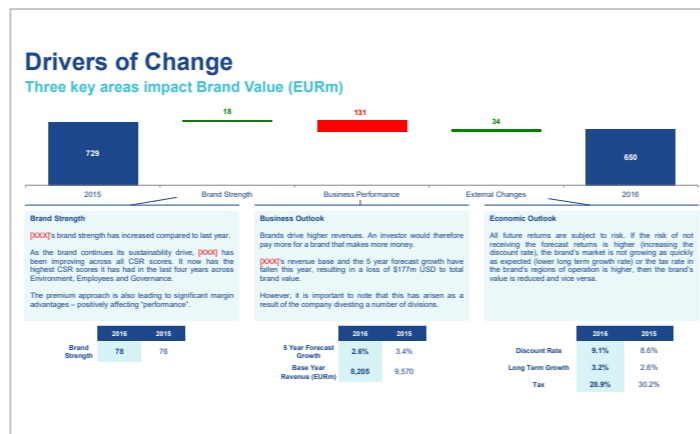 Drivers of Change
Three key areas impact Brand Value (EURm)
18
131
34
729
650
2015
Brand Strength
Business Performance
External Changes
2016
Brand Strength
[XXX]'s brand strength has increased compared to last year.
As the brand continues its sustainability drive, [XXX] has
been improving across all CSR scores. It now has the
highest CSR scores it has had in the last four years across
Environment, Employees and Governance.
The premium approach is also leading to significant margin
advantages – positively affecting "performance".
2016 2015
Brand
Strength
78 76
Business Outlook
Brands drive higher revenues. An investor would therefore
pay more for a brand that makes more money.
[XXX]'s revenue base and the 5 year forecast growth have
fallen this year, resulting in a loss of $177m USD to total
brand value.
However, it is important to note that this has arisen as a
result of the company divesting a number of divisions.
2016 2015
5 Year Forecast
Growth
2.6% 3.4%
Base Year
Revenue (EURm)
8,205 9,570
Economic Outlook
All future returns are subject to risk. If the risk of not
receiving the forecast returns is higher (increasing the
discount rate), the brand's market is not growing as quickly
as expected (lower long term growth rate) or the tax rate in
the brand's regions of operation is higher, then the brand's
value is reduced and vice versa.
2016 2015
Discount Rate 9.1% 8.6%
Long Term Growth 3.2% 2.6%
Tax 28.9% 30.2%